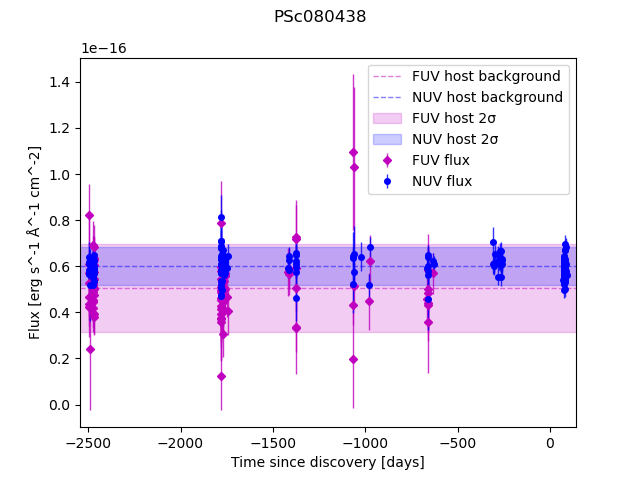 PSc080438
1e−16
FUV host background
NUV host background
FUV host 2σ
NUV host 2σ
FUV flux
NUV flux
1.4
1.2
1.0
0.8
0.6
0.4
0.2
0.0
Flux [erg s^-1 Å^-1 cm^-2]
−2500 −2000 −1500 −1000 −500 0
Time since discovery [days]